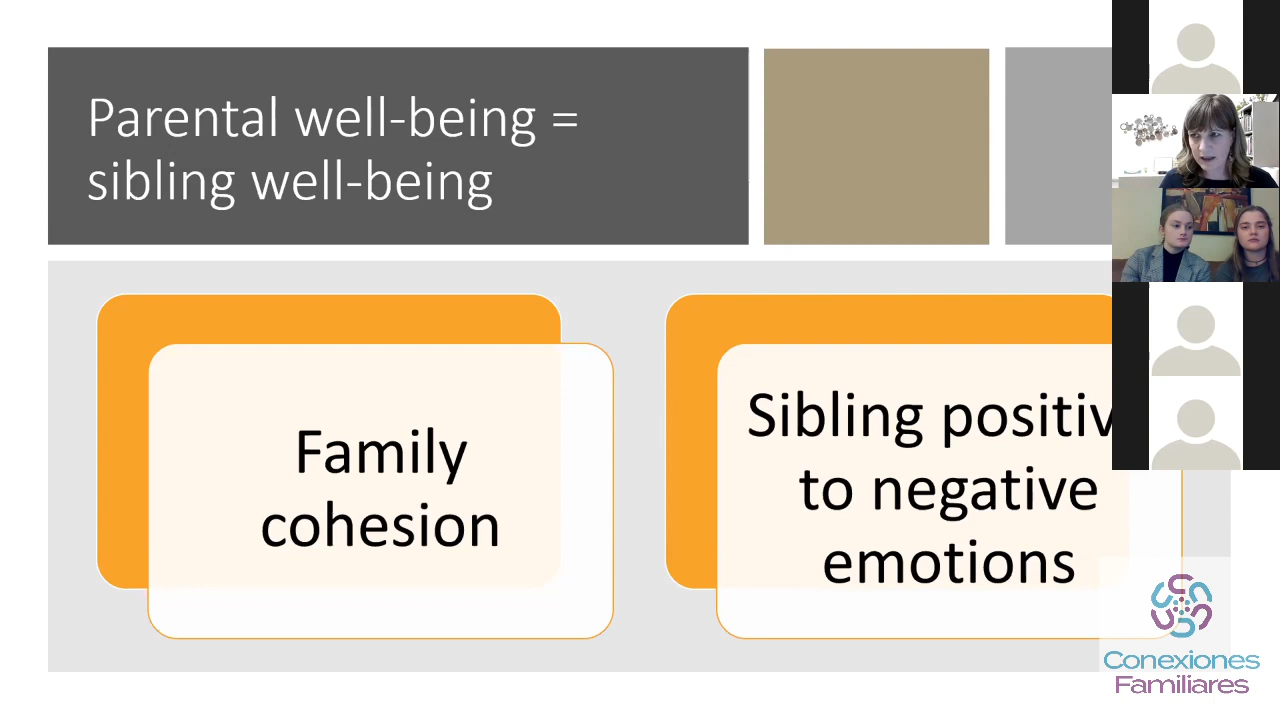 Parental well-being =
sibling well-being
Family
cohesion
Sibling positiv
to negative
emotions
Conexiones
Familiares